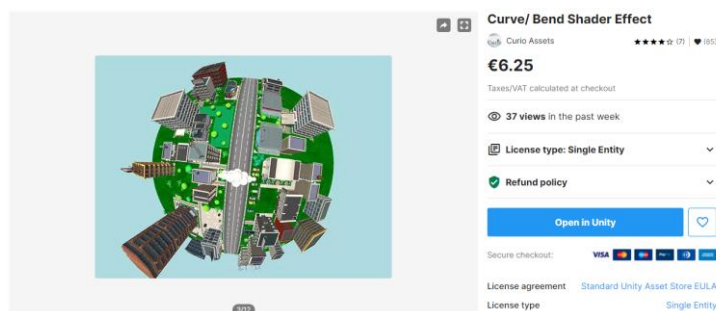 Curve/ Bend Shader Effect
Curio Assets
(7)
(85)
€6.25
Taxes/VAT calculated at checkout
37 views in the past week
License type: Single Entity
Refund policy
Open in Unity
Secure checkout:
VISA
License agreement
Standard Unity Asset Store EULA
License type
Single Entity